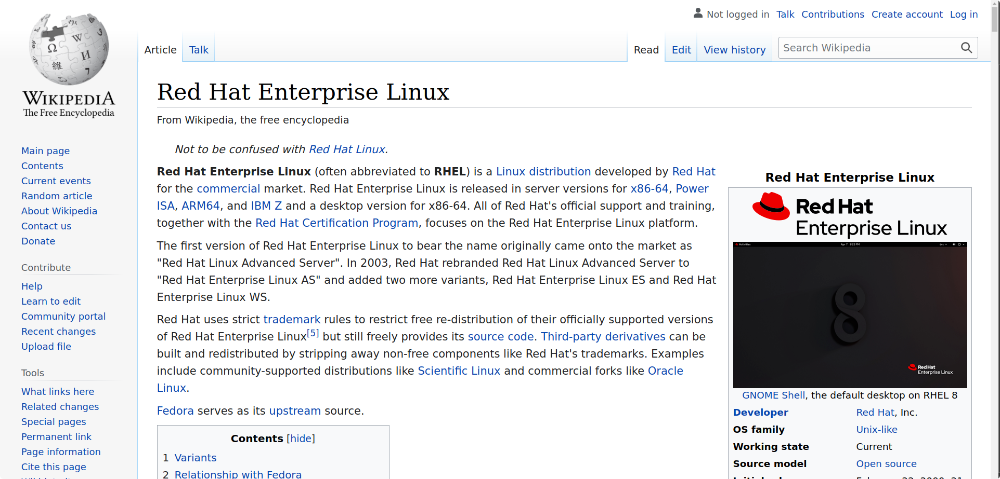 WIKIPEDIA
The Free Encyclopedia
Main page
Contents
Current events
Random article
About Wikipedia
Contact us
Donate
Contribute
Help
Learn to edit
Community portal
Recent changes
Upload file
Tools
What links here
Related changes
Special pages
Permanent link
Page information
Cite this page
Not logged in Talk Contributions Create account Log in
Article Talk Read Edit View history Search Wikipedia
Red Hat Enterprise Linux
From Wikipedia, the free encyclopedia
Not to be confused with Red Hat Linux.
Red Hat Enterprise Linux (often abbreviated to RHEL) is a Linux distribution developed by Red Hat
for the commercial market. Red Hat Enterprise Linux is released in server versions for x86-64, Power
ISA, ARM64, and IBM Z and a desktop version for x86-64. All of Red Hat's official support and training,
together with the Red Hat Certification Program, focuses on the Red Hat Enterprise Linux platform.
The first version of Red Hat Enterprise Linux to bear the name originally came onto the market as
"Red Hat Linux Advanced Server". In 2003, Red Hat rebranded Red Hat Linux Advanced Server to
"Red Hat Enterprise Linux AS" and added two more variants, Red Hat Enterprise Linux ES and Red Hat
Enterprise Linux WS.
Red Hat uses strict trademark rules to restrict free re-distribution of their officially supported versions
of Red Hat Enterprise Linux[5] but still freely provides its source code. Third-party derivatives can be
built and redistributed by stripping away non-free components like Red Hat's trademarks. Examples
include community-supported distributions like Scientific Linux and commercial forks like Oracle
Linux.
Fedora serves as its upstream source.
Contents [hide]
1 Variants
2 Relationship with Fedora
Red Hat Enterprise Linux
Red Hat
Enterprise Linux
Activities Apr 7 9:22 PM
8
Red Hat
Enterprise Linux
GNOME Shell, the default desktop on RHEL 8
Developer Red Hat, Inc.
OS family Unix-like
Working state Current
Source model Open source